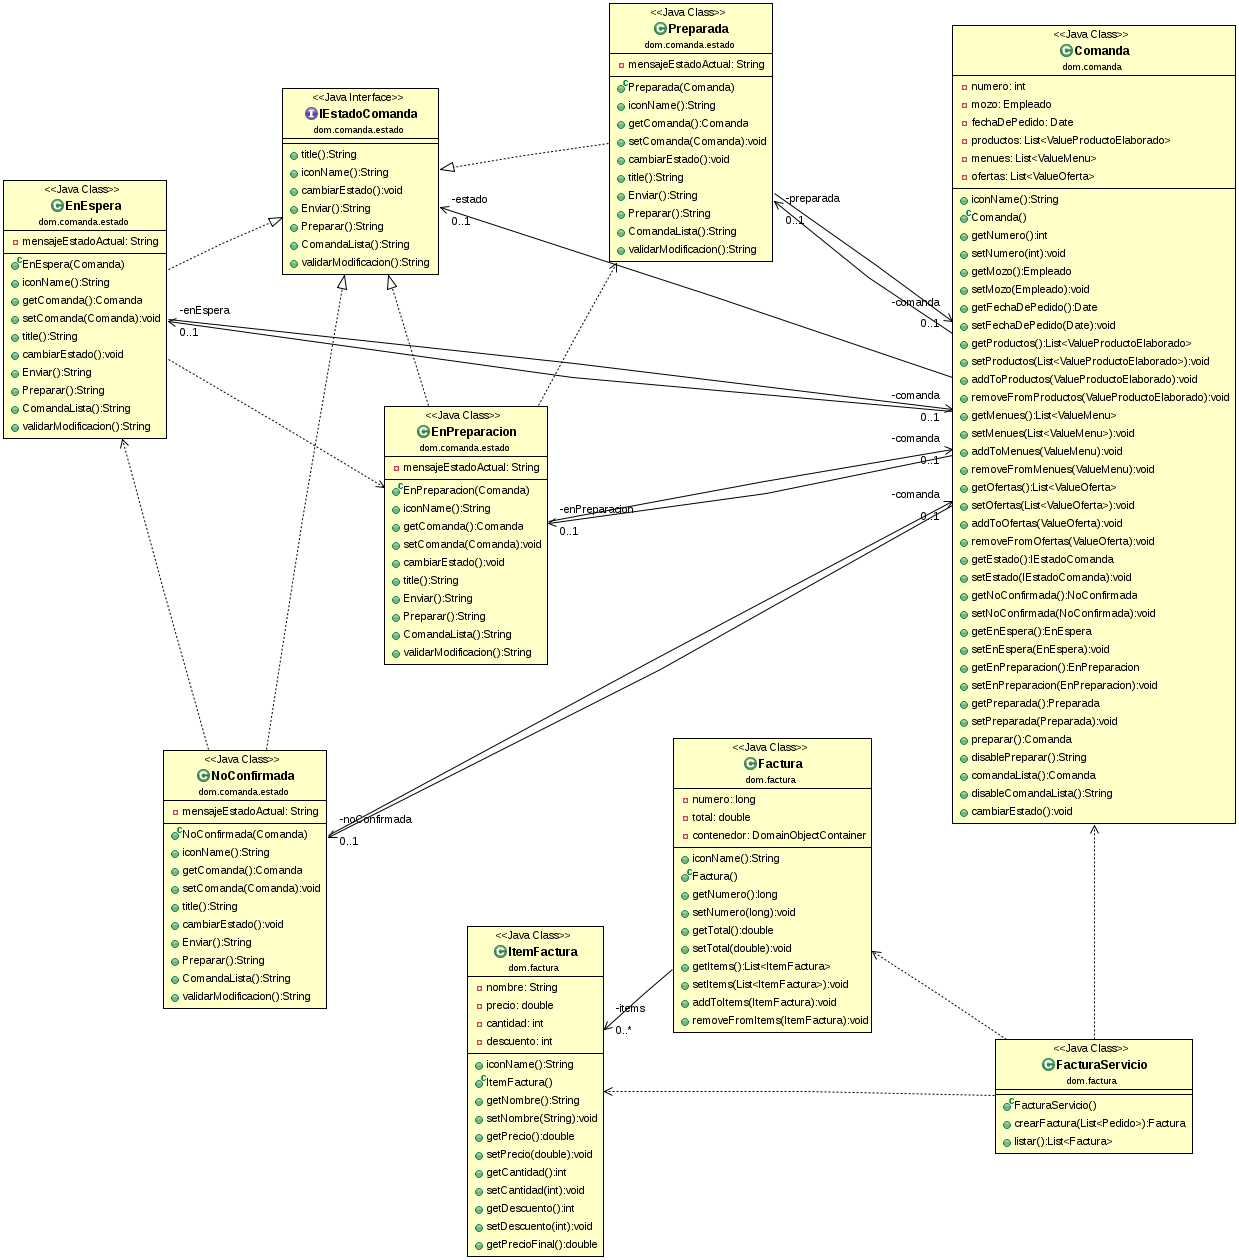 <<Java Class>>
Preparada
dom.comanda.estado
mensajeEstadoActual: String
Preparada(Comanda)
iconName():String
getComanda():Comanda
setComanda(Comanda):void
cambiarEstado():void
title():String
Enviar():String
Preparar():String
ComandaLista():String
validarModificacion():String
<<Java Class>>
Comanda
dom.comanda
numero: int
mozo: Empleado
fechaDePedido: Date
productos: List<ValueProductoElaborado>
menues: List<ValueMenu>
ofertas: List<ValueOferta>
iconName():String
Comanda()
getNumero():int
setNumero(int):void
getMozo():Empleado
setMozo(Empleado):void
getFechaDePedido():Date
setFechaDePedido(Date):void
getProductos():List<ValueProductoElaborado>
setProductos(List<ValueProductoElaborado>):void
addToProductos(ValueProductoElaborado):void
removeFromProductos(ValueProductoElaborado):void
getMenues():List<ValueMenu>
setMenues(List<ValueMenu>):void
addToMenues(ValueMenu):void
removeFromMenues(ValueMenu):void
getOfertas():List<ValueOferta>
setOfertas(List<ValueOferta>):void
addToOfertas(ValueOferta):void
removeFromOfertas(ValueOferta):void
getEstado():IEstadoComanda
setEstado(IEstadoComanda):void
getNoConfirmada():NoConfirmada
setNoConfirmada(NoConfirmada):void
getEnEspera():EnEspera
setEnEspera(EnEspera):void
getEnPreparacion():EnPreparacion
setEnPreparacion(EnPreparacion):void
getPreparada():Preparada
setPreparada(Preparada):void
preparar():Comanda
disablePreparar():String
comandaLista():Comanda
disableComandaLista():String
cambiarEstado():void
<<Java Interface>>
IEstadoComanda
dom.comanda.estado
title():String
iconName():String
cambiarEstado():void
Enviar():String
Preparar():String
ComandaLista():String
validarModificacion():String
<<Java Class>>
EnEspera
dom.comanda.estado
mensajeEstadoActual: String
EnEspera(Comanda)
iconName():String
getComanda():Comanda
setComanda(Comanda):void
title():String
cambiarEstado():void
Enviar():String
Preparar():String
ComandaLista():String
validarModificacion():String
-estado
0..1
-preparada
0..1
-comanda
0..1
-enEspera
0..1
-comanda
0..1
-comanda
0..1
-enPreparacion
0..1
-comanda
0..1
-noConfirmada
0..1
<<Java Class>>
EnPreparacion
dom.comanda.estado
mensajeEstadoActual: String
EnPreparacion(Comanda)
iconName():String
getComanda():Comanda
setComanda(Comanda):void
cambiarEstado():void
title():String
Enviar():String
Preparar():String
ComandaLista():String
validarModificacion():String
<<Java Class>>
NoConfirmada
dom.comanda.estado
mensajeEstadoActual: String
NoConfirmada(Comanda)
iconName():String
getComanda():Comanda
setComanda(Comanda):void
title():String
cambiarEstado():void
Enviar():String
Preparar():String
ComandaLista():String
validarModificacion():String
<<Java Class>>
Factura
dom.factura
numero: long
total: double
contenedor: DomainObjectContainer
iconName():String
Factura()
getNumero():long
setNumero(long):void
getTotal():double
setTotal(double):void
getItems():List<ItemFactura>
setItems(List<ItemFactura>):void
addToItems(ItemFactura):void
removeFromItems(ItemFactura):void
-items
0..*
<<Java Class>>
ItemFactura
dom.factura
nombre: String
precio: double
cantidad: int
descuento: int
iconName():String
ItemFactura()
getNombre():String
setNombre(String):void
getPrecio():double
setPrecio(double):void
getCantidad():int
setCantidad(int):void
getDescuento():int
setDescuento(int):void
getPrecioFinal():double
<<Java Class>>
FacturaServicio
dom.factura
FacturaServicio()
crearFactura(List<Pedido>):Factura
listar():List<Factura>